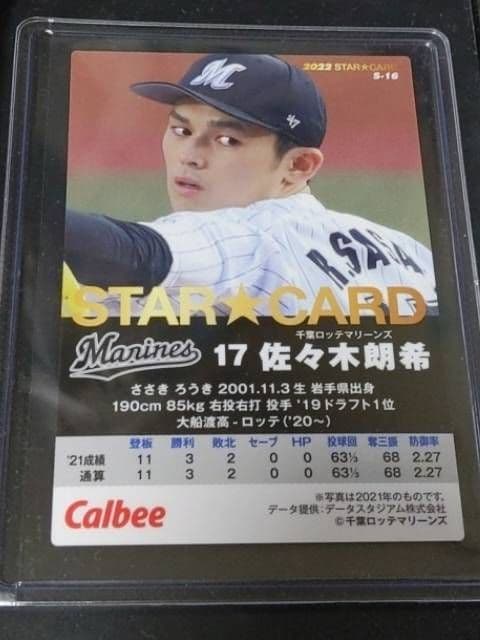 2022 STAR★CARD
S-16
M
47
R.SASA
STAR★CARD
千葉ロッテマリーンズ
Marines 17 佐々木朗希
ささき ろうき 2001.11.3生 岩手県出身
190cm 85kg 右投右打 投手 '19ドラフト1位
大船渡高-ロッテ('20～)
登板 勝利 敗北 セーブ HP 投球回 奪三振 防御率
'21成績 11 3 2 0 0 63⅓ 68 2.27
通算 11 3 2 0 0 63⅓ 68 2.27
Calbee
※写真は2021年のものです。
データ提供:データスタジアム株式会社
©千葉ロッテマリーンズ